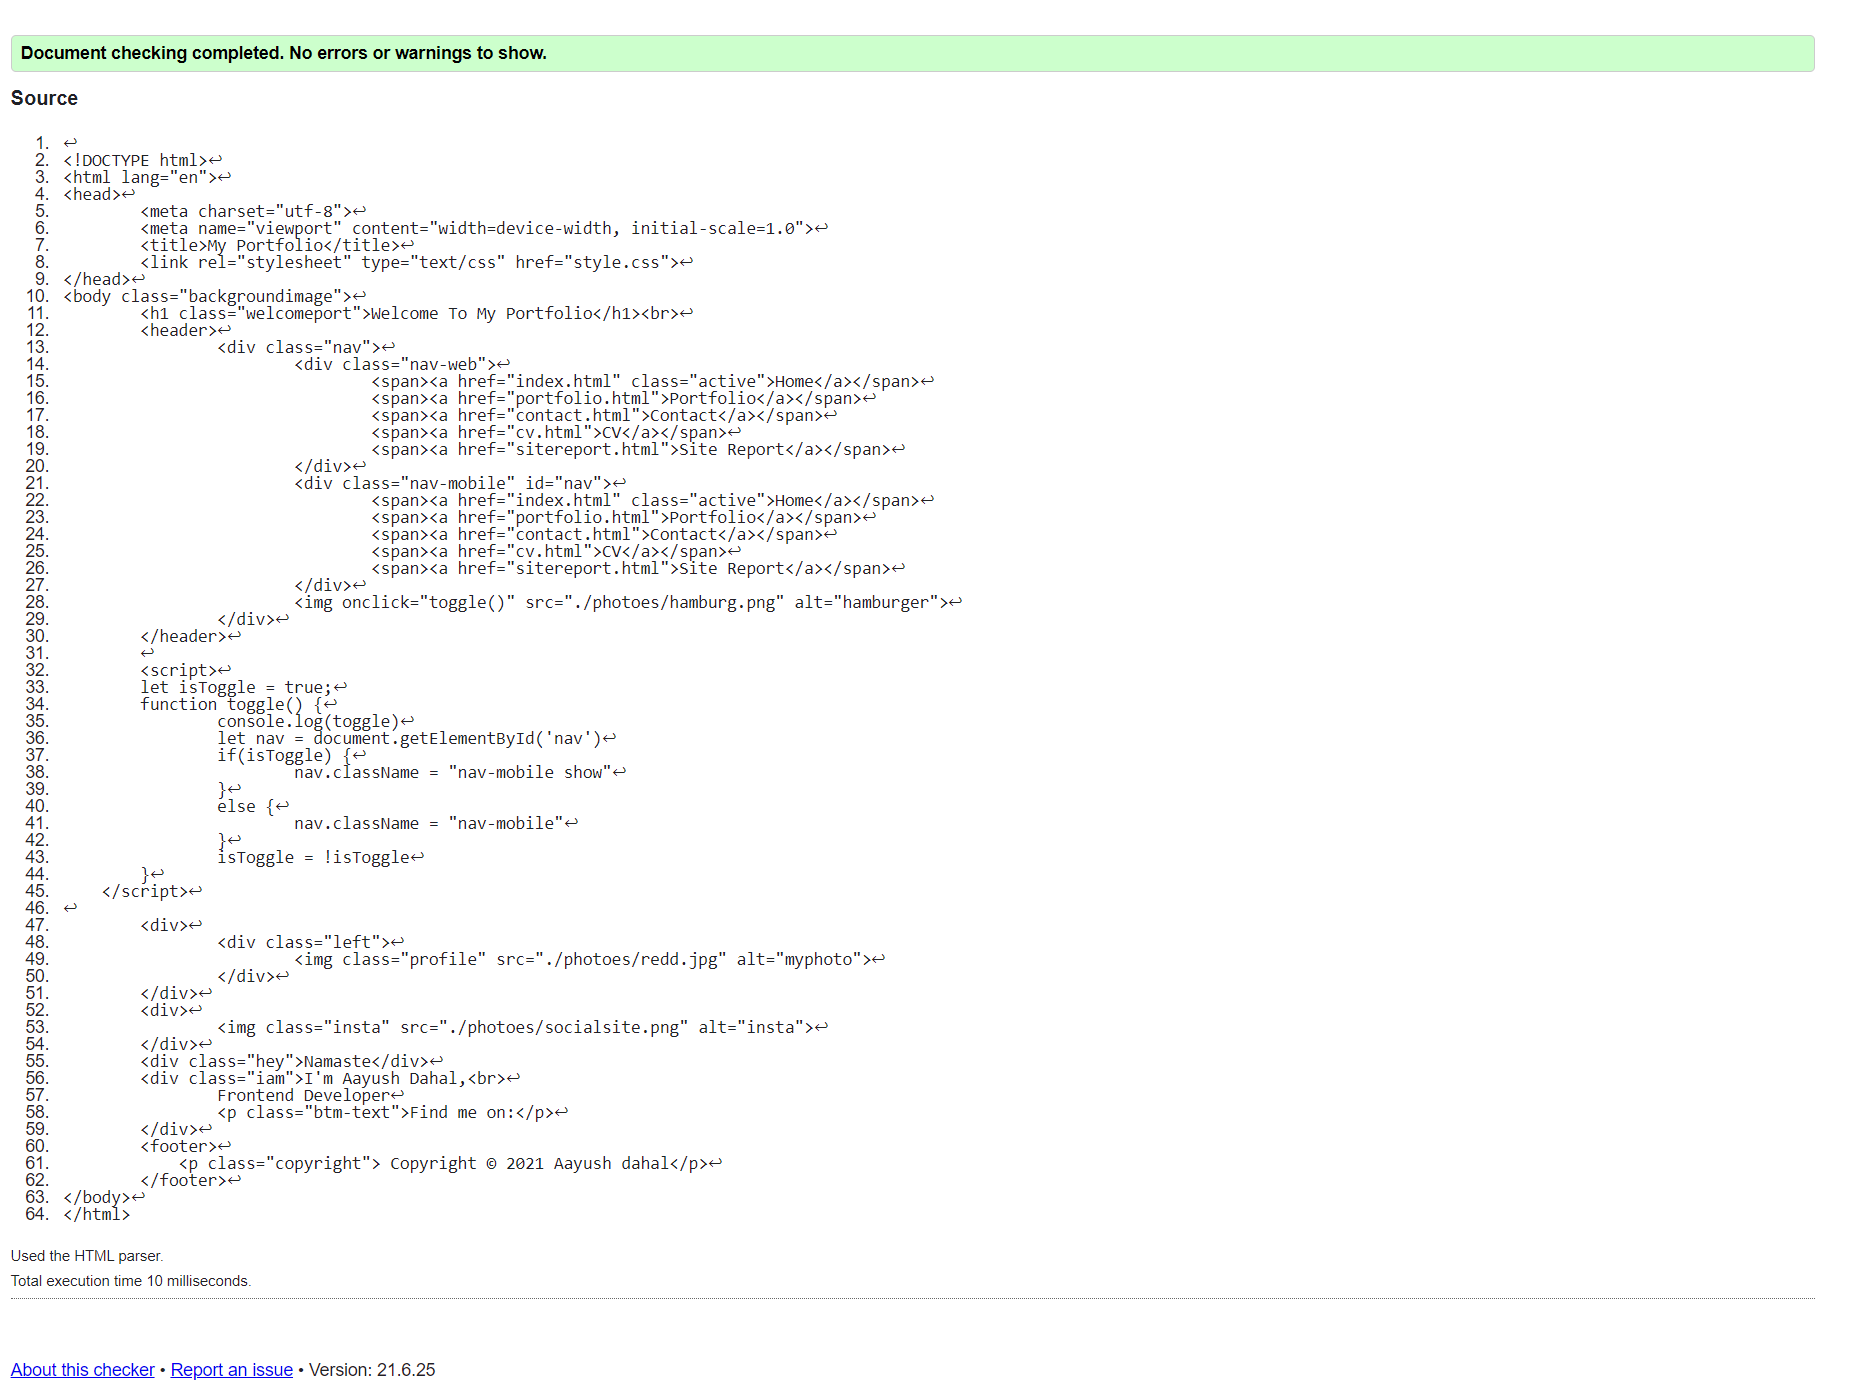 Document checking completed. No errors or warnings to show.
Source
1. ↩
2. <!DOCTYPE html>↩
3. <html lang="en">↩
4. <head>↩
5. <meta charset="utf-8">↩
6. <meta name="viewport" content="width=device-width, initial-scale=1.0">↩
7. <title>My Portfolio</title>↩
8. <link rel="stylesheet" type="text/css" href="style.css">↩
9. </head>↩
10. <body class="backgroundimage">↩
11. <h1 class="welcomeport">Welcome To My Portfolio</h1><br>↩
12. <header>↩
13. <div class="nav">↩
14. <div class="nav-web">↩
15. <span><a href="index.html" class="active">Home</a></span>↩
16. <span><a href="portfolio.html">Portfolio</a></span>↩
17. <span><a href="contact.html">Contact</a></span>↩
18. <span><a href="cv.html">CV</a></span>↩
19. <span><a href="sitereport.html">Site Report</a></span>↩
20. </div>↩
21. <div class="nav-mobile" id="nav">↩
22. <span><a href="index.html" class="active">Home</a></span>↩
23. <span><a href="portfolio.html">Portfolio</a></span>↩
24. <span><a href="contact.html">Contact</a></span>↩
25. <span><a href="cv.html">CV</a></span>↩
26. <span><a href="sitereport.html">Site Report</a></span>↩
27. </div>↩
28. <img onclick="toggle()" src="./photoes/hamburg.png" alt="hamburger">↩
29. </div>↩
30. </header>↩
31. ↩
32. <script>↩
33. let isToggle = true;↩
34. function toggle() {↩
35. console.log(toggle)↩
36. let nav = document.getElementById('nav')↩
37. if(isToggle) {↩
38. nav.className = "nav-mobile show"↩
39. }↩
40. else {↩
41. nav.className = "nav-mobile"↩
42. }↩
43. isToggle = !isToggle↩
44. }↩
45. </script>↩
46. ↩
47. <div>↩
48. <div class="left">↩
49. <img class="profile" src="./photoes/redd.jpg" alt="myphoto">↩
50. </div>↩
51. </div>↩
52. <div>↩
53. <img class="insta" src="./photoes/socialsite.png" alt="insta">↩
54. </div>↩
55. <div class="hey">Namaste</div>↩
56. <div class="iam">I'm Aayush Dahal,<br>↩
57. Frontend Developer↩
58. <p class="btm-text">Find me on:</p>↩
59. </div>↩
60. <footer>↩
61. <p class="copyright"> Copyright © 2021 Aayush dahal</p>↩
62. </footer>↩
63. </body>↩
64. </html>
Used the HTML parser.
Total execution time 10 milliseconds.
About this checker • Report an issue • Version: 21.6.25